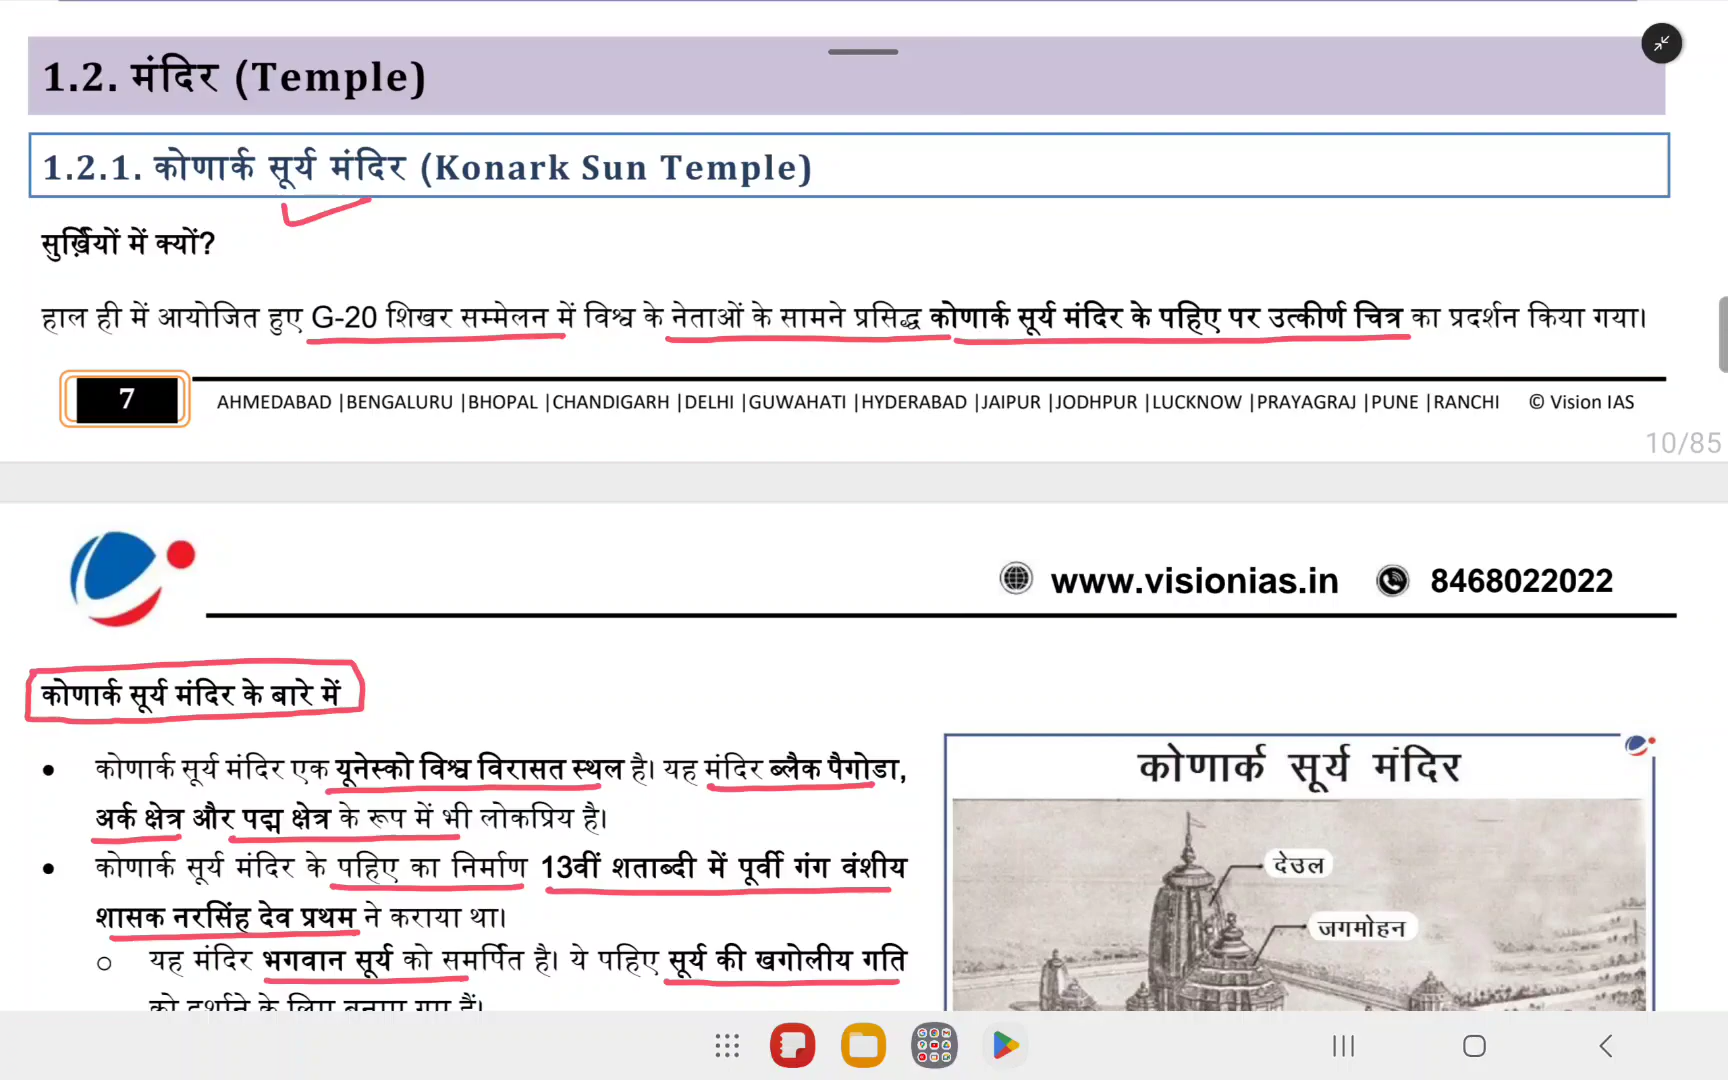 1.2. मंदिर (Temple)
1.2.1. कोणार्क सूर्य मंदिर (Konark Sun Temple)
सुर्ख़ियों में क्यों?
हाल ही में आयोजित हुए G-20 शिखर सम्मेलन में विश्व के नेताओं के सामने प्रसिद्ध कोणार्क सूर्य मंदिर के पहिए पर उत्कीर्ण चित्र का प्रदर्शन किया गया।
7 AHMEDABAD |BENGALURU |BHOPAL |CHANDIGARH |DELHI |GUWAHATI |HYDERABAD |JAIPUR |JODHPUR |LUCKNOW |PRAYAGRAJ |PUNE |RANCHI © Vision IAS
10/85
www.visionias.in 8468022022
कोणार्क सूर्य मंदिर के बारे में
• कोणार्क सूर्य मंदिर एक यूनेस्को विश्व विरासत स्थल है। यह मंदिर ब्लैक पैगोडा,
अर्क क्षेत्र और पद्म क्षेत्र के रूप में भी लोकप्रिय है।
• कोणार्क सूर्य मंदिर के पहिए का निर्माण 13वीं शताब्दी में पूर्वी गंग वंशीय
शासक नरसिंह देव प्रथम ने कराया था।
○ यह मंदिर भगवान सूर्य को समर्पित है। ये पहिए सूर्य की खगोलीय गति
को दर्शाने के लिए बनाए गए हैं।
कोणार्क सूर्य मंदिर
देउल
जगमोहन